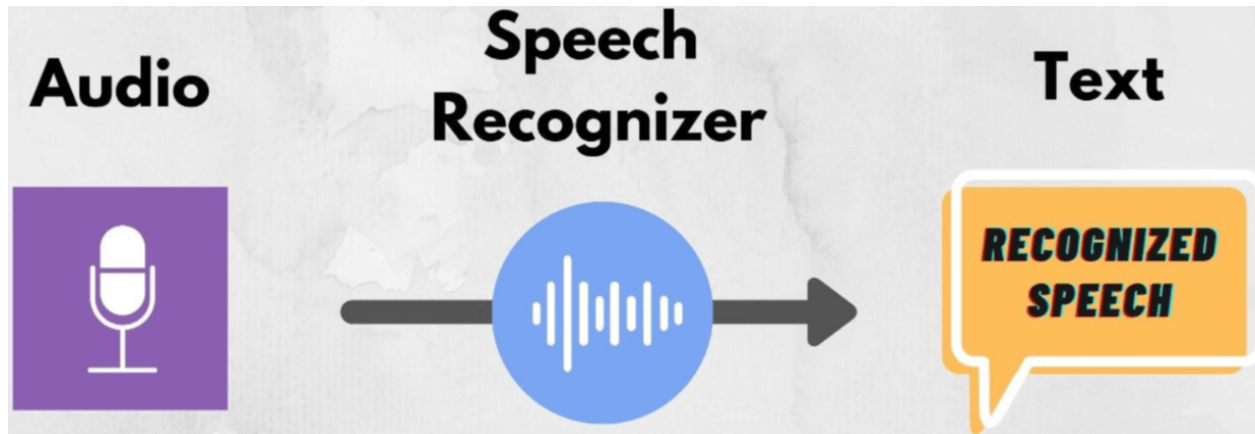 Audio
Speech
Recognizer
Text
RECOGNIZED
SPEECH